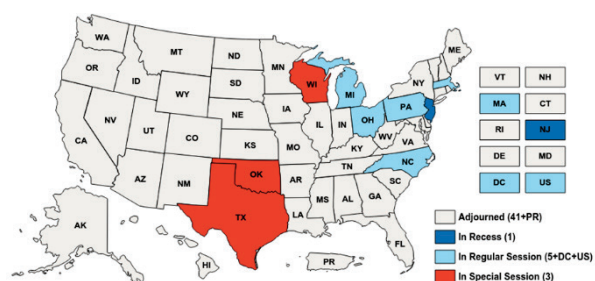 WA
OR
CA
NV
ID
MT
WY
UT
AZ
CO
NM
ND
SD
NE
KS
OK
TX
MN
IA
MO
AR
LA
WI
IL
MS
MI
IN
KY
TN
AL
OH
WV
VA
NC
SC
GA
FL
PA
NY
ME
AK
HI
PR
VT NH
MA CT
RI NJ
DE MD
DC US
Adjourned (41+PR)
In Recess (1)
In Regular Session (5+DC+US)
In Special Session (3)